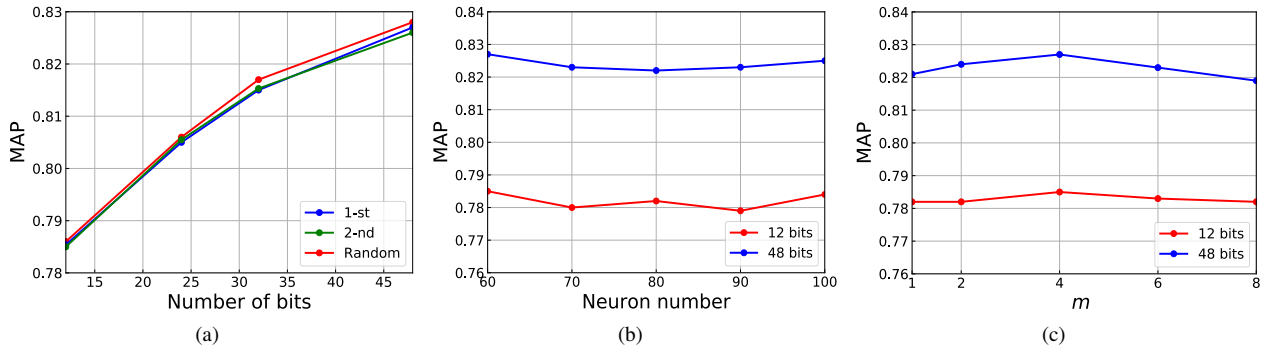 0.83
0.82
0.81
0.80
0.79
0.78
MAP
15 20 25 30 35 40 45
Number of bits
1-st
2-nd
Random
(a)
0.84
0.83
0.82
0.81
0.80
0.79
0.78
0.77
0.76
MAP
60 70 80 90 100
Neuron number
12 bits
48 bits
(b)
0.84
0.83
0.82
0.81
0.80
0.79
0.78
0.77
0.76
MAP
1 2 4 6 8
m
12 bits
48 bits
(c)